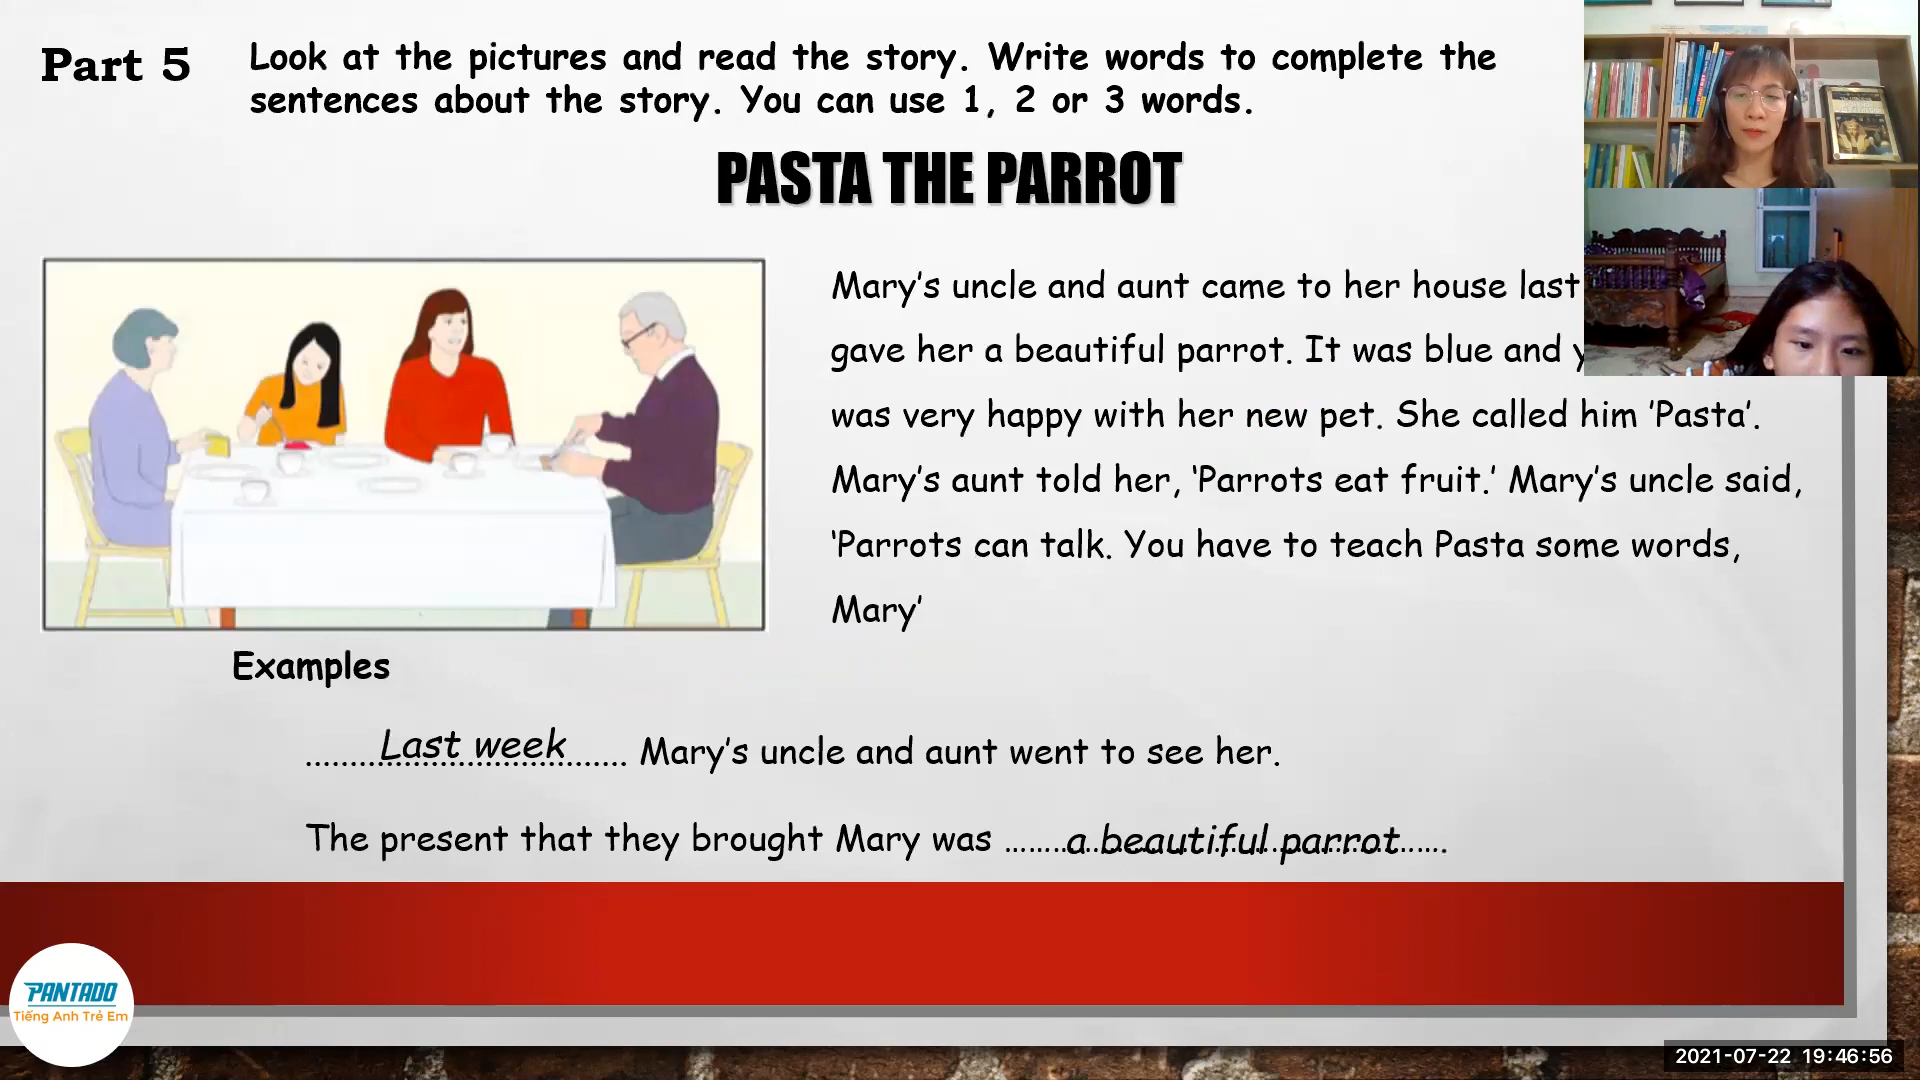 Part 5
Look at the pictures and read the story. Write words to complete the
sentences about the story. You can use 1, 2 or 3 words.
PASTA THE PARROT
Mary's uncle and aunt came to her house last
gave her a beautiful parrot. It was blue and
was very happy with her new pet. She called him 'Pasta'.
Mary's aunt told her, 'Parrots eat fruit.' Mary's uncle said,
'Parrots can talk. You have to teach Pasta some words,
Mary'
Examples
Last week Mary's uncle and aunt went to see her.
The present that they brought Mary was a beautiful parrot.
PANTADO
Tiếng Anh Trẻ Em
2021-07-22 19:46:56